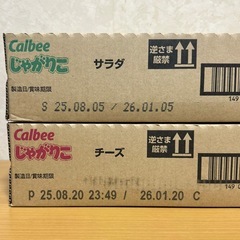 Calbee
じゃがりこ サラダ
逆さま
厳禁
製造日/賞味期限
S 25.08.05 / 26.01.05
149
Calbee
じゃがりこ チーズ
逆さま
厳禁
製造日/賞味期限
P 25.08.20 23:49 / 26.01.20 C
149